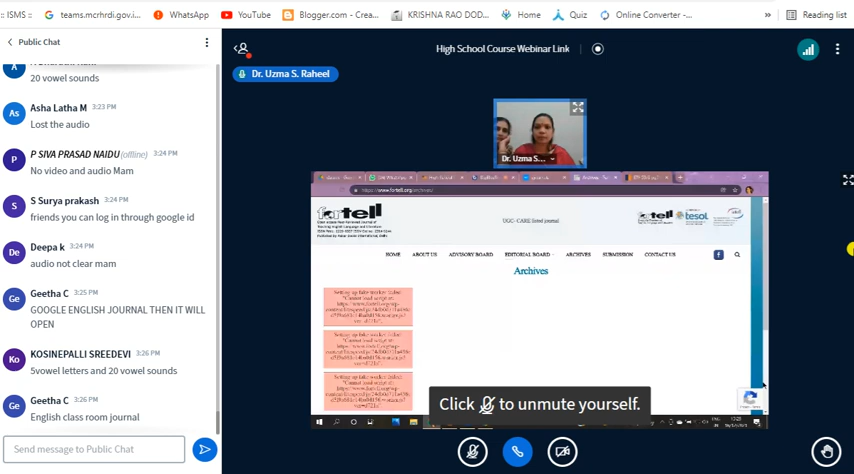 :: ISMS ::
teams.mcrhrdi.gov.i...
WhatsApp
YouTube
Blogger.com - Crea...
KRISHNA RAO DOD...
Home
Quiz
Online Converter -...
»
Reading list
Public Chat
20 vowel sounds
As
Asha Latha M 3:23 PM
Lost the audio
P
P SIVA PRASAD NAIDU (offline) 3:24 PM
No video and audio Mam
S
S Surya prakash 3:24 PM
friends you can log in through google id
De
Deepa k 3:24 PM
audio not clear mam
Ge
Geetha C 3:25 PM
GOOGLE ENGLISH JOURNAL THEN IT WILL
OPEN
Ko
KOSINEPALLI SREEDEVI 3:26 PM
5vowel letters and 20 vowel sounds
Ge
Geetha C 3:26 PM
English class room journal
Send message to Public Chat
High School Course Webinar Link
Dr. Uzma S. Raheel
Dr. Uzma S...
fortell
UGC- CARE listed journal
fortell
tesol
HOME
ABOUT US
ADVISORY BOARD
EDITORIAL BOARD
ARCHIVES
SUBMISSION
CONTACT US
Archives
Click to unmute yourself.